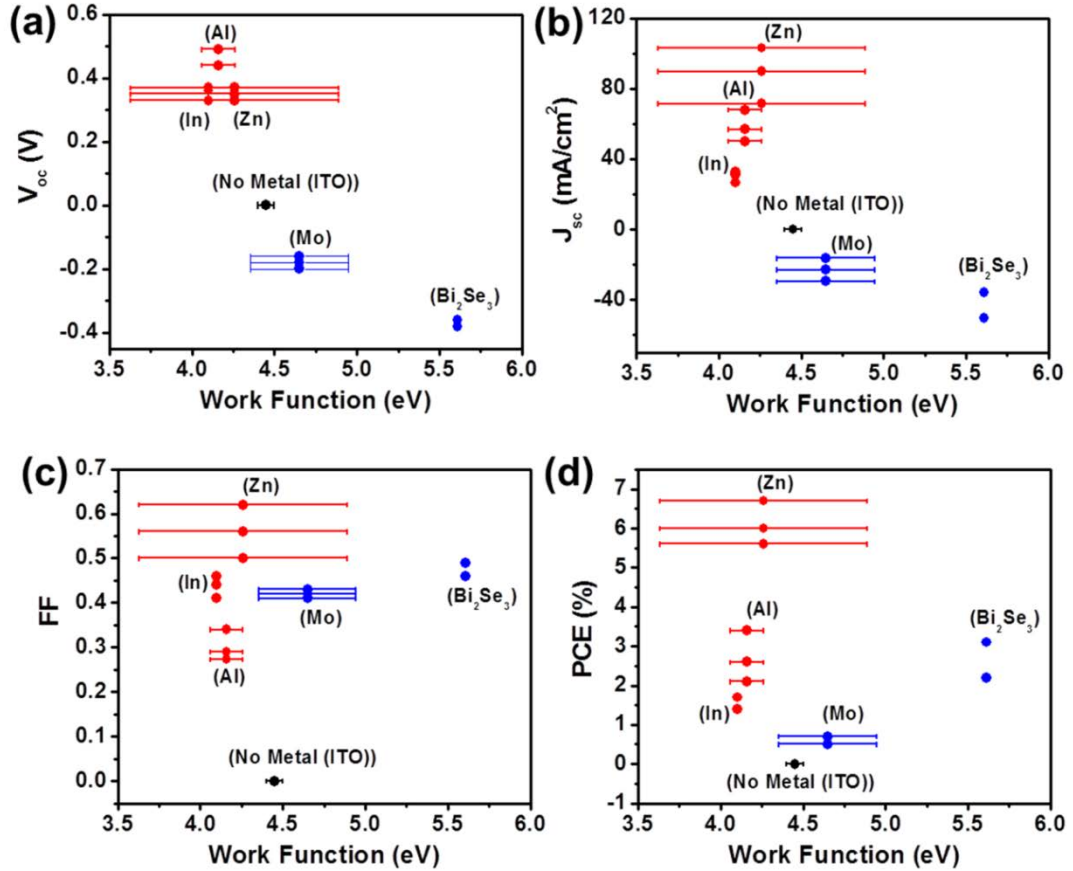 (a)
0.6
0.4
0.2
0.0
-0.2
-0.4
V_oc (V)
(Al)
(In) (Zn)
(No Metal (ITO))
(Mo)
(Bi₂Se₃)
3.5 4.0 4.5 5.0 5.5 6.0
Work Function (eV)
(b)
120
80
40
0
-40
J_sc (mA/cm²)
(Zn)
(Al)
(In)
(No Metal (ITO))
(Mo)
(Bi₂Se₃)
3.5 4.0 4.5 5.0 5.5 6.0
Work Function (eV)
(c)
0.7
0.6
0.5
0.4
0.3
0.2
0.1
0.0
FF
(Zn)
(In)
(Mo)
(Bi₂Se₃)
(Al)
(No Metal (ITO))
3.5 4.0 4.5 5.0 5.5 6.0
Work Function (eV)
(d)
7
6
5
4
3
2
1
0
-1
PCE (%)
(Zn)
(Al)
(Bi₂Se₃)
(In)
(Mo)
(No Metal (ITO))
3.5 4.0 4.5 5.0 5.5 6.0
Work Function (eV)